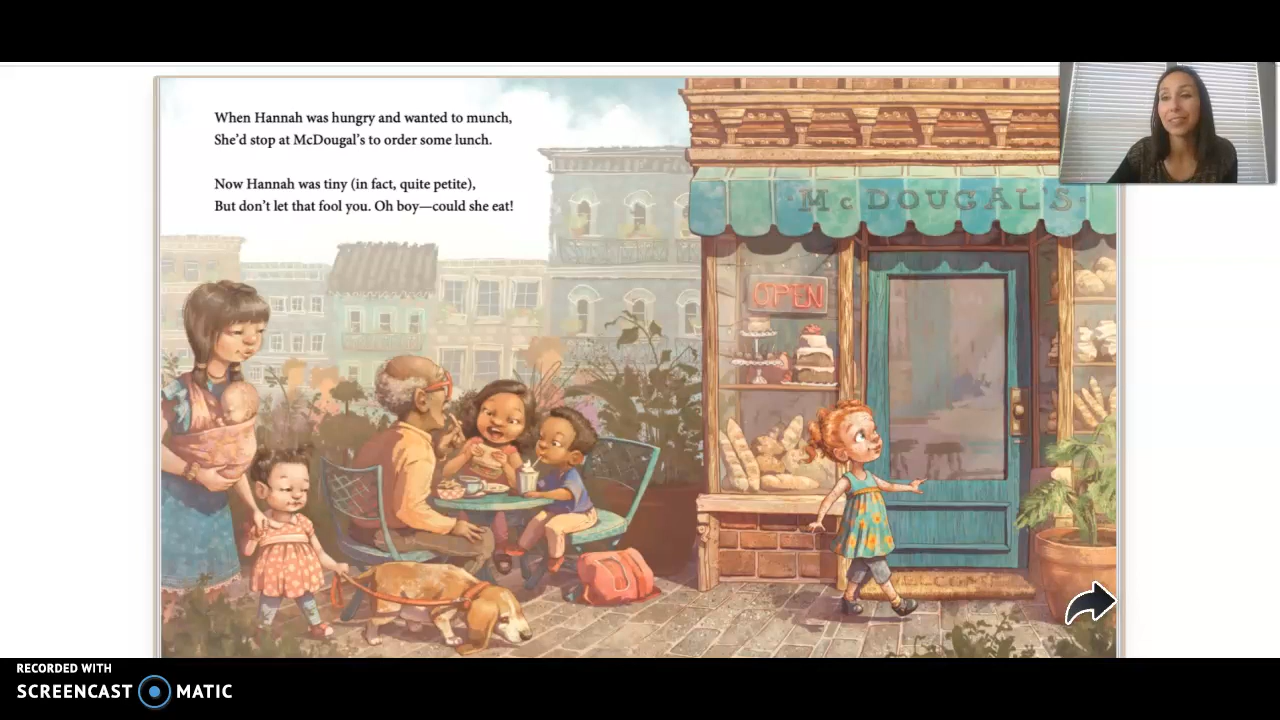 When Hannah was hungry and wanted to munch,
She'd stop at McDougal's to order some lunch.
Now Hannah was tiny (in fact, quite petite),
But don't let that fool you. Oh boy—could she eat!
·McDOUGAL'S·
OPEN
WELCOME
RECORDED WITH
SCREENCAST MATIC